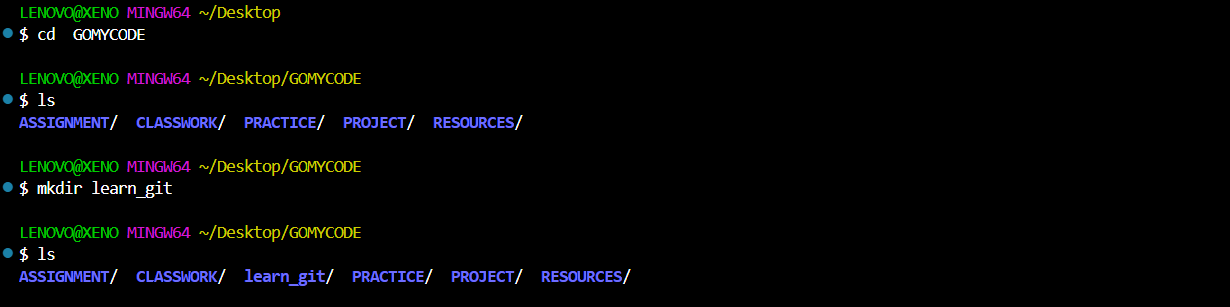 LENOVO@XENO MINGW64 ~/Desktop
$ cd  GOMYCODE
LENOVO@XENO MINGW64 ~/Desktop/GOMYCODE
$ ls
ASSIGNMENT/  CLASSWORK/  PRACTICE/  PROJECT/  RESOURCES/
LENOVO@XENO MINGW64 ~/Desktop/GOMYCODE
$ mkdir learn_git
LENOVO@XENO MINGW64 ~/Desktop/GOMYCODE
$ ls
ASSIGNMENT/  CLASSWORK/  learn_git/  PRACTICE/  PROJECT/  RESOURCES/